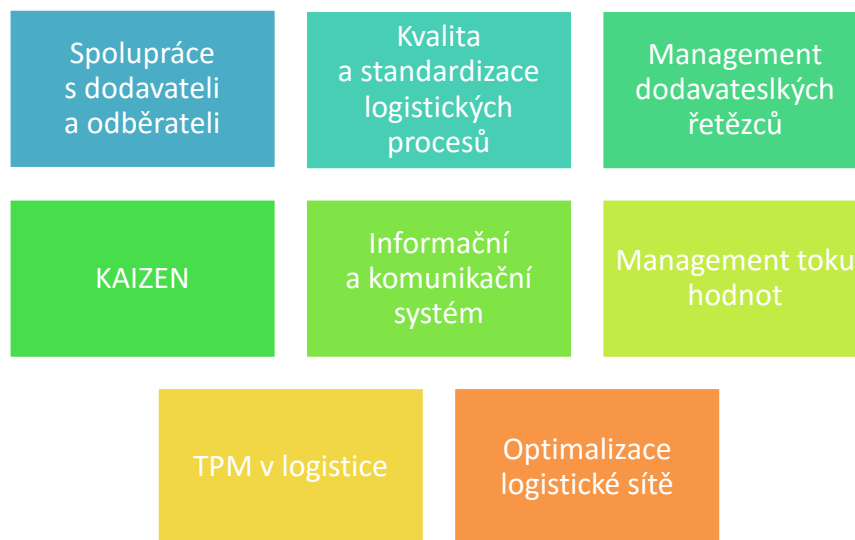 Spolupráce
s dodavateli
a odběrateli
Kvalita
a standardizace
logistických
procesů
Management
dodavateslkých
řetězců
KAIZEN
Informační
a komunikační
systém
Management toku
hodnot
TPM v logistice
Optimalizace
logistické sítě